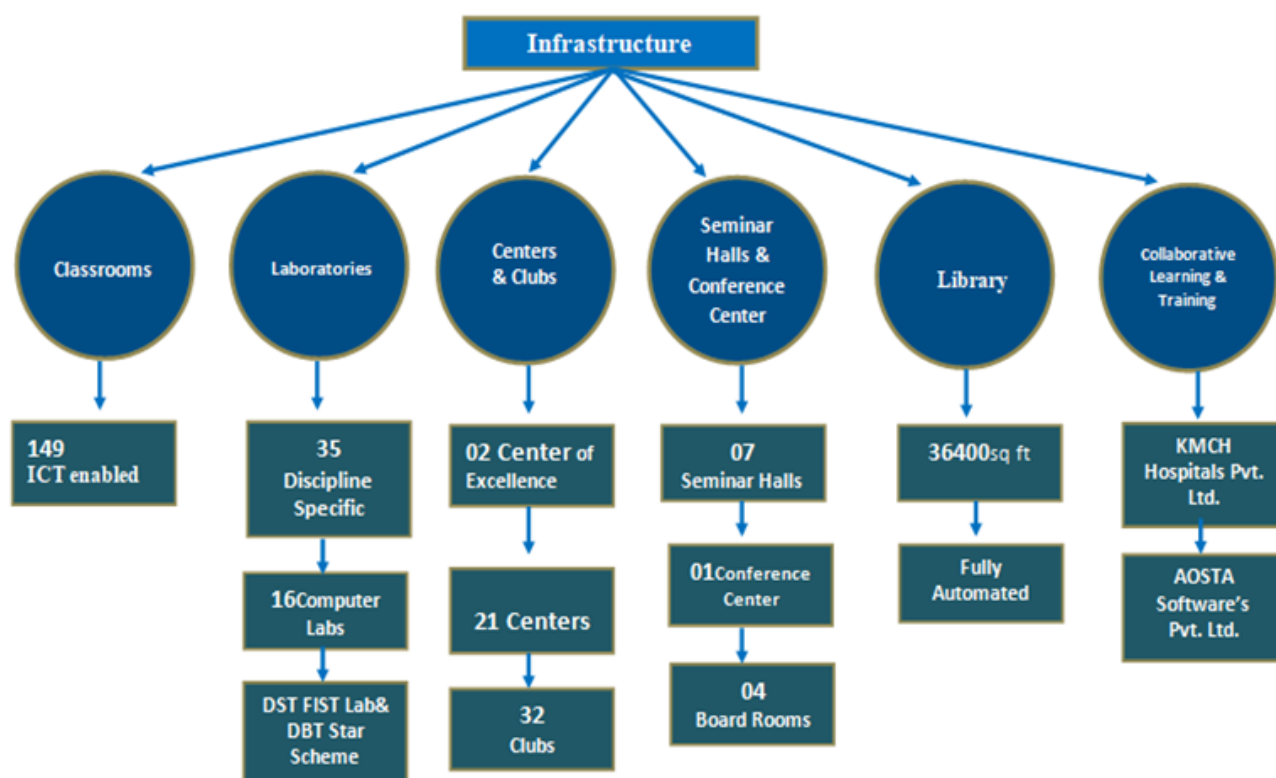 Infrastructure
Classrooms
Laboratories
Centers
& Clubs
Seminar
Halls &
Conference
Center
Library
Collaborative
Learning &
Training
149
ICT enabled
35
Discipline
Specific
16Computer
Labs
DST FIST Lab&
DBT Star
Scheme
02 Center of
Excellence
21 Centers
32
Clubs
07
Seminar Halls
01Conference
Center
04
Board Rooms
36400sq ft
Fully
Automated
KMCH
Hospitals Pvt.
Ltd.
AOSTA
Software’s
Pvt. Ltd.